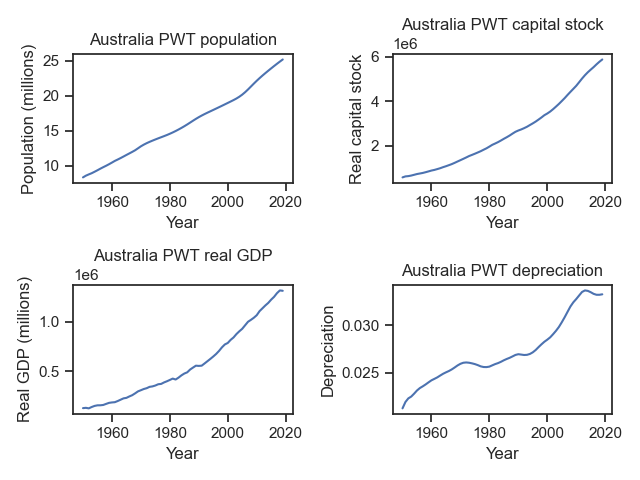 Australia PWT population
Population (millions)
25
20
15
10
1960
1980
2000
2020
Year
Australia PWT capital stock
1e6
Real capital stock
6
4
2
1960
1980
2000
2020
Year
Australia PWT real GDP
1e6
Real GDP (millions)
1.0
0.5
1960
1980
2000
2020
Year
Australia PWT depreciation
Depreciation
0.030
0.025
1960
1980
2000
2020
Year